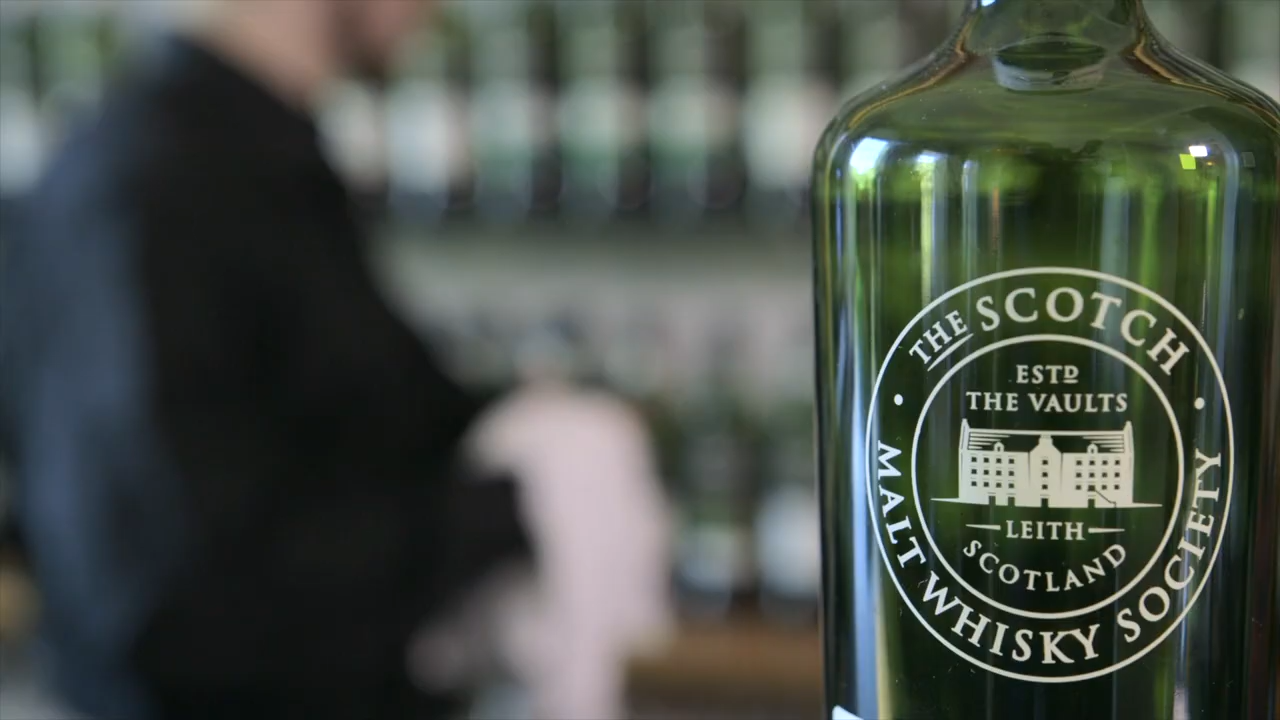 THE SCOTCH
ESTD
THE VAULTS
LEITH
SCOTLAND
MALT WHISKY SOCIETY